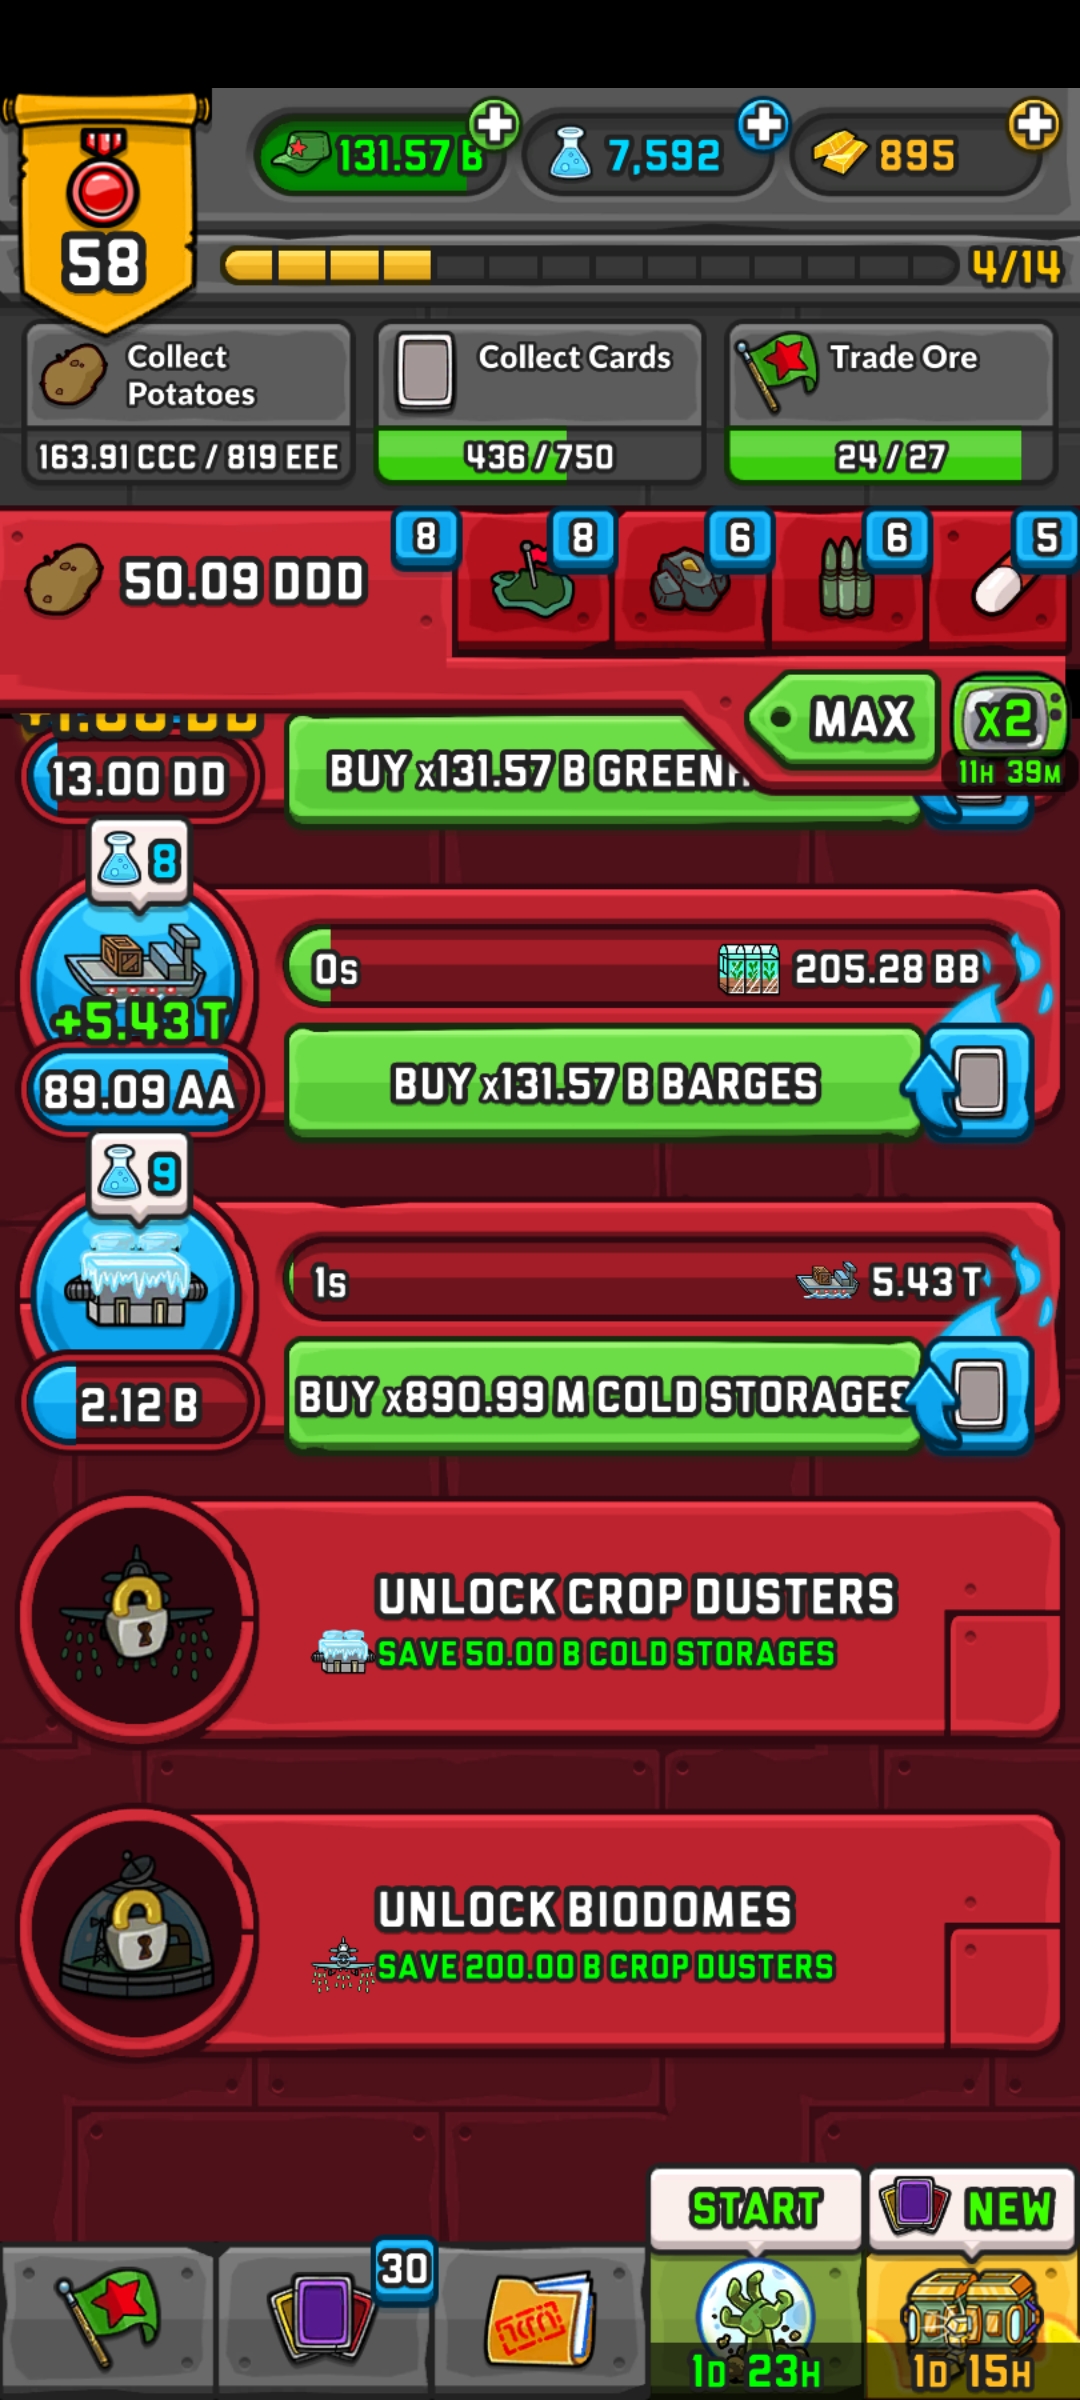 58
131.57 B
7,592
895
4/14
Collect Potatoes
163.91 CCC / 819 EEE
Collect Cards
436 / 750
Trade Ore
24 / 27
50.09 DDD
8
8
6
6
5
MAX
x2
11H 39M
13.00 DD
BUY x131.57 B
8
+5.43 T
89.09 AA
0s
205.28 BB
BUY x131.57 B BARGES
9
2.12 B
1s
5.43 T
BUY x890.99 M COLD STORAGES
UNLOCK CROP DUSTERS
SAVE 50.00 B COLD STORAGES
UNLOCK BIODOMES
SAVE 200.00 B CROP DUSTERS
START
NEW
30
1D 23H
1D 15H